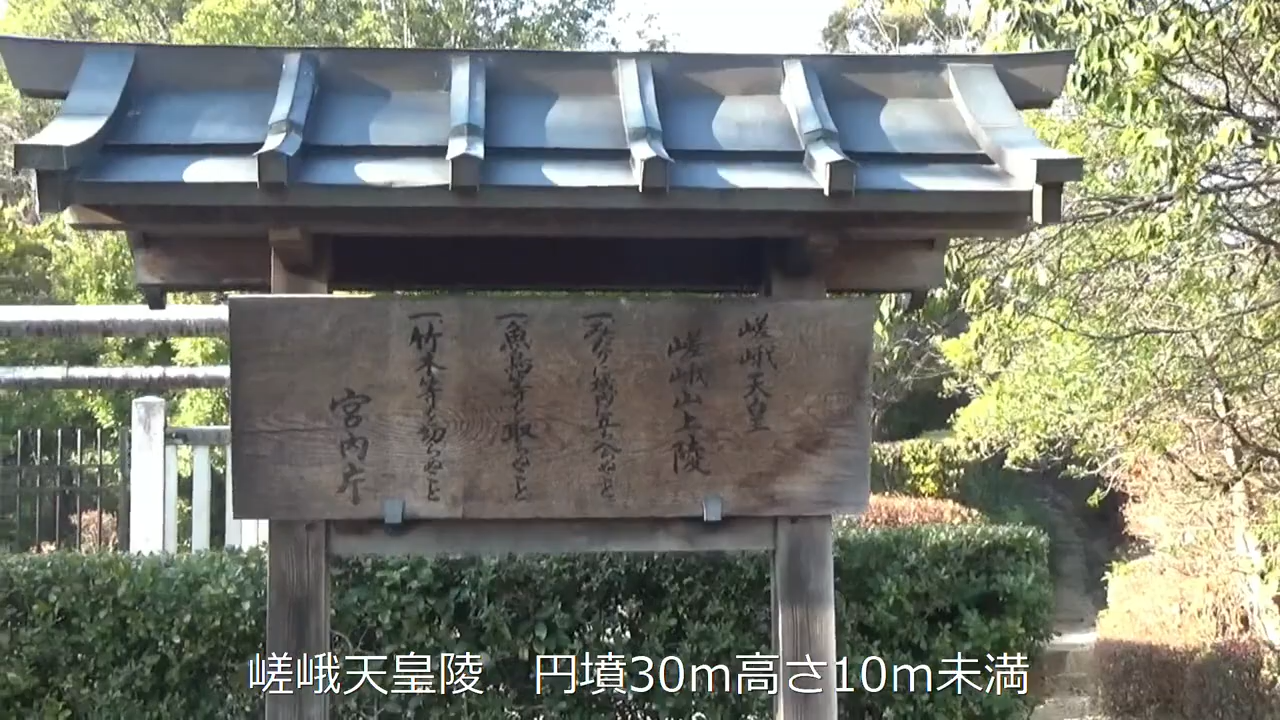 嵯峨天皇
嵯峨山上陵
一みだりに域内に立入らぬこと
一魚鳥等を取らぬこと
一竹木等を切らぬこと
宮内庁
嵯峨天皇陵　円墳30m高さ10m未満